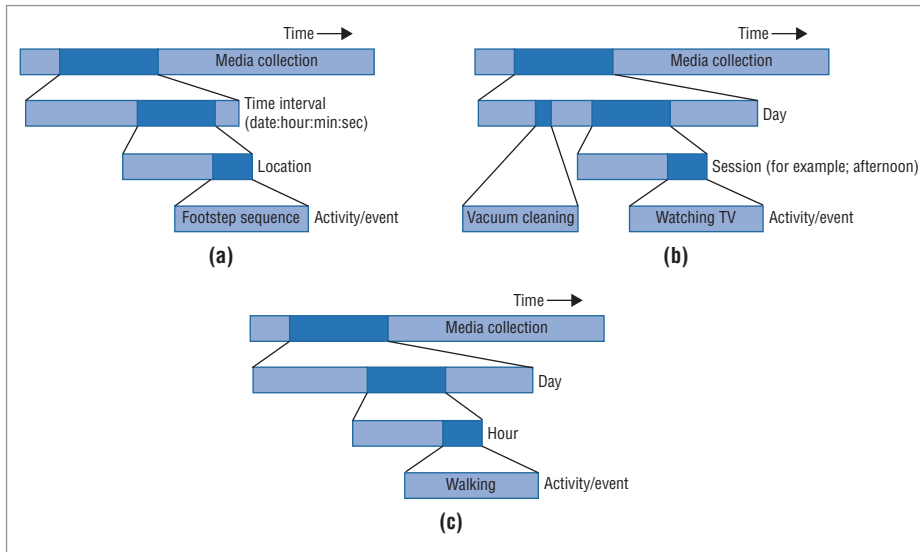 Time
Media collection
Time interval
(date:hour:min:sec)
Location
Footstep sequence
Activity/event
(a)
Time
Media collection
Day
Session (for example; afternoon)
Vacuum cleaning
Watching TV
Activity/event
(b)
Time
Media collection
Day
Hour
Walking
Activity/event
(c)